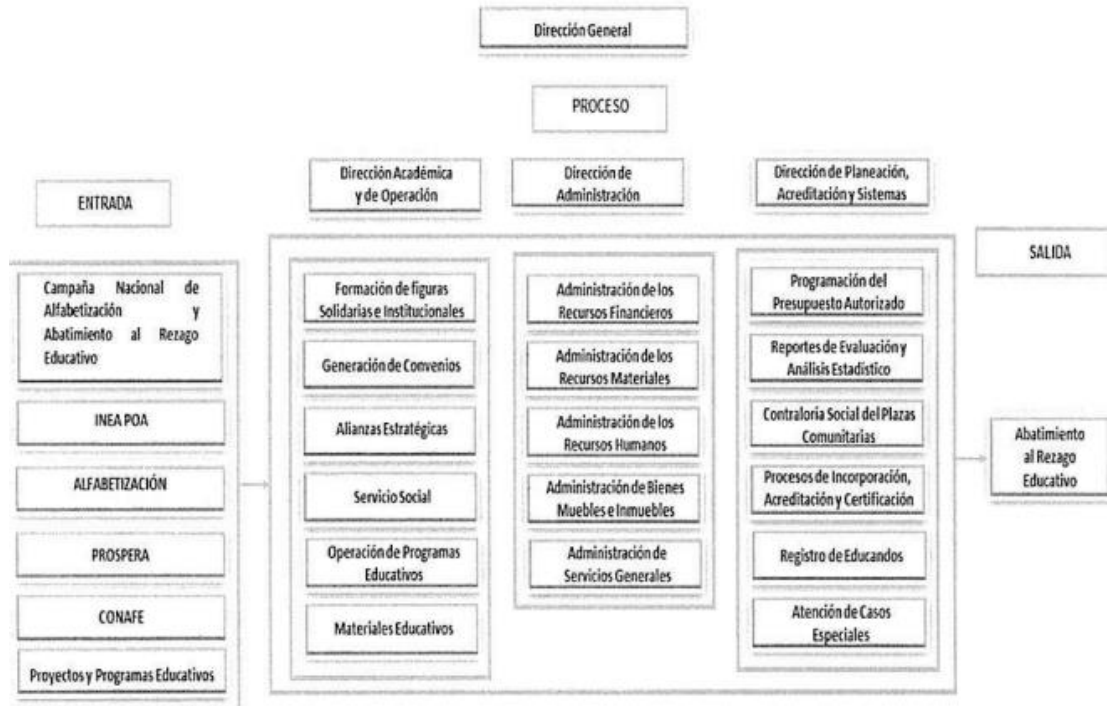 Dirección General
PROCESO
ENTRADA
Dirección Académica
y de Operación
Dirección de
Administración
Dirección de Planeación,
Acreditación y Sistemas
SALIDA
Campaña Nacional de
Alfabetización y
Abatimiento al Rezago
Educativo
INEA POA
ALFABETIZACIÓN
PROSPERA
CONAFE
Proyectos y Programas Educativos
Formación de figuras
Solidarias e Institucionales
Generación de Convenios
Alianzas Estratégicas
Servicio Social
Operación de Programas
Educativos
Materiales Educativos
Administración de los
Recursos Financieros
Administración de los
Recursos Materiales
Administración de los
Recursos Humanos
Administración de Bienes
Muebles e Inmuebles
Administración de
Servicios Generales
Programación del
Presupuesto Autorizado
Reportes de Evaluación y
Análisis Estadístico
Contraloría Social del Plazas
Comunitarias
Procesos de Incorporación,
Acreditación y Certificación
Registro de Educandos
Atención de Casos
Especiales
Abatimiento
al Rezago
Educativo